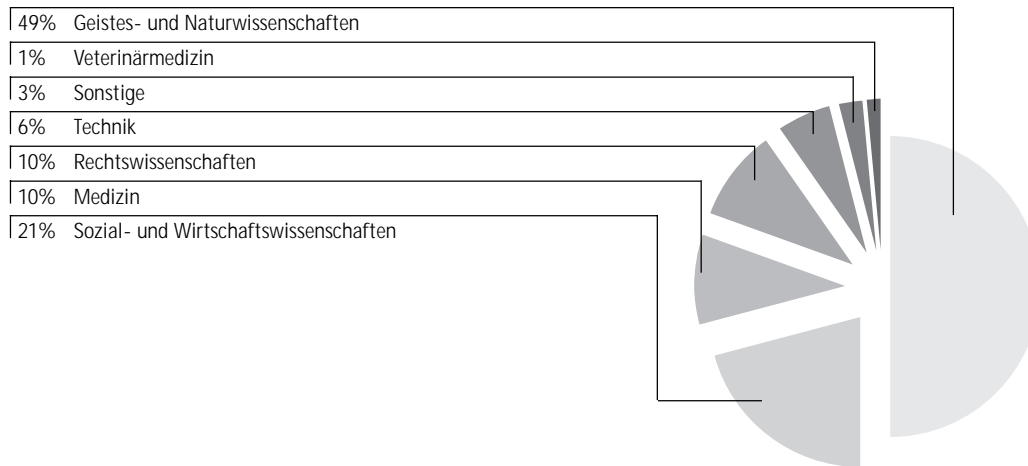 49% Geistes- und Naturwissenschaften
1% Veterinärmedizin
3% Sonstige
6% Technik
10% Rechtswissenschaften
10% Medizin
21% Sozial- und Wirtschaftswissenschaften